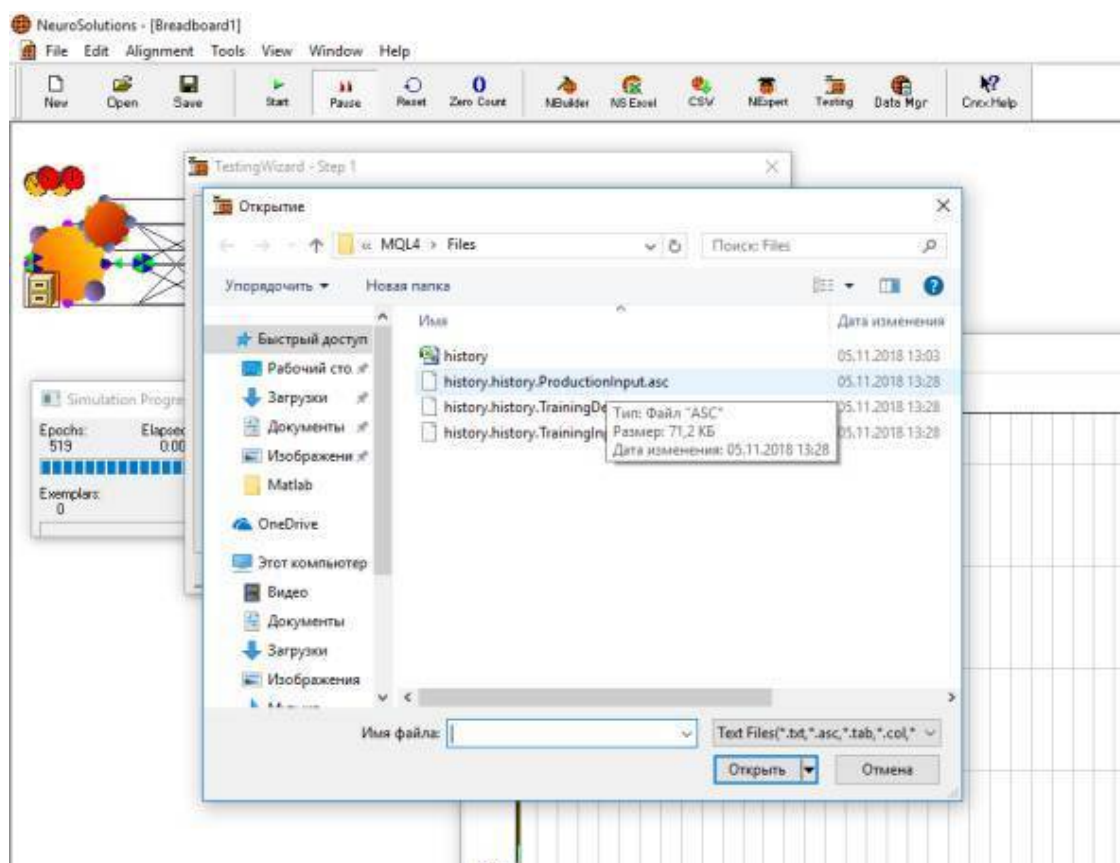 NeuroSolutions - [Breadboard1]
File Edit Alignment Tools View Window Help
New Open Save Start Pause Reset Zero Count NBuilder NS Excel CSV NExpert Testing Data Mgr Cntx.Help
TestingWizard - Step 1
Открытие
« MQL4 › Files
Поиск: Files
Упорядочить
Новая папка
Имя
Дата изменения
Быстрый доступ
Рабочий сто
Загрузки
Документы
Изображени
Matlab
OneDrive
Этот компьютер
Видео
Документы
Загрузки
Изображения
history 05.11.2018 13:03
history.history.ProductionInput.asc 05.11.2018 13:28
history.history.TrainingDe 05.11.2018 13:28
history.history.TrainingInp 05.11.2018 13:28
Тип: Файл "ASC"
Размер: 71,2 КБ
Дата изменения: 05.11.2018 13:28
Simulation Progre
Epochs: Elapsed
519 0:00
Exemplars:
0
Имя файла:
Text Files(*.txt,*.asc,*.tab,*.col,*
Открыть
Отмена